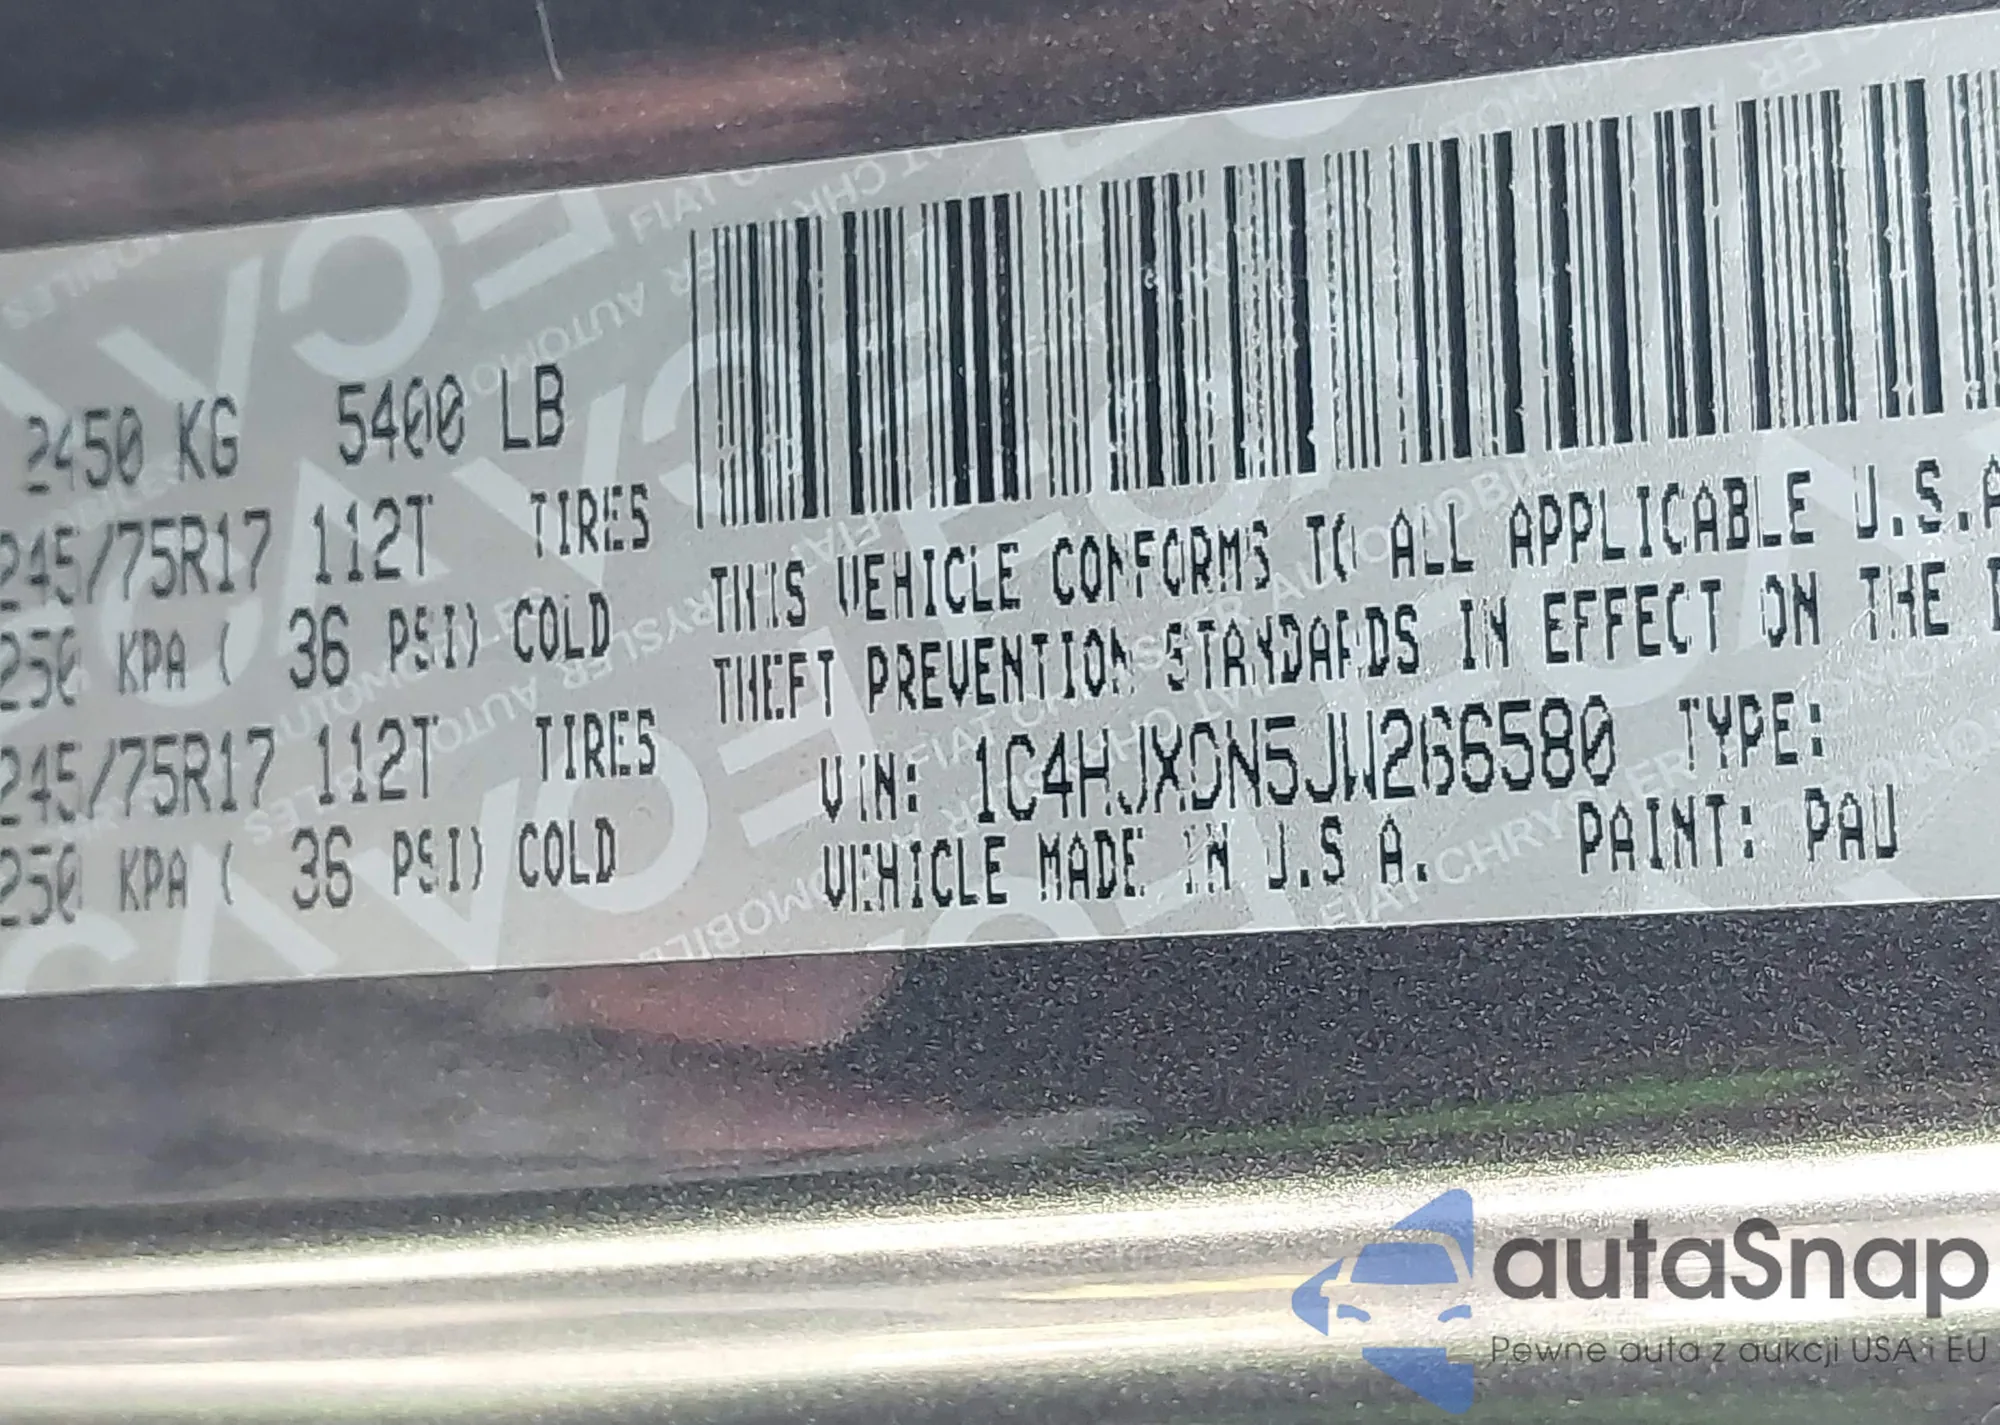 2450 KG 5400 LB
245/75R17 112T TIRES
250 KPA ( 36 PSI) COLD
245/75R17 112T TIRES
250 KPA ( 36 PSI) COLD
THIS VEHICLE CONFORMS TO ALL APPLICABLE U.S.A
THEFT PREVENTION STANDARDS IN EFFECT ON THE
VIN: 1C4HJXDN5JW266580 TYPE:
VEHICLE MADE IN U.S.A. PAINT: PAU
autaSnap
Pewne auta z aukcji USA i EU